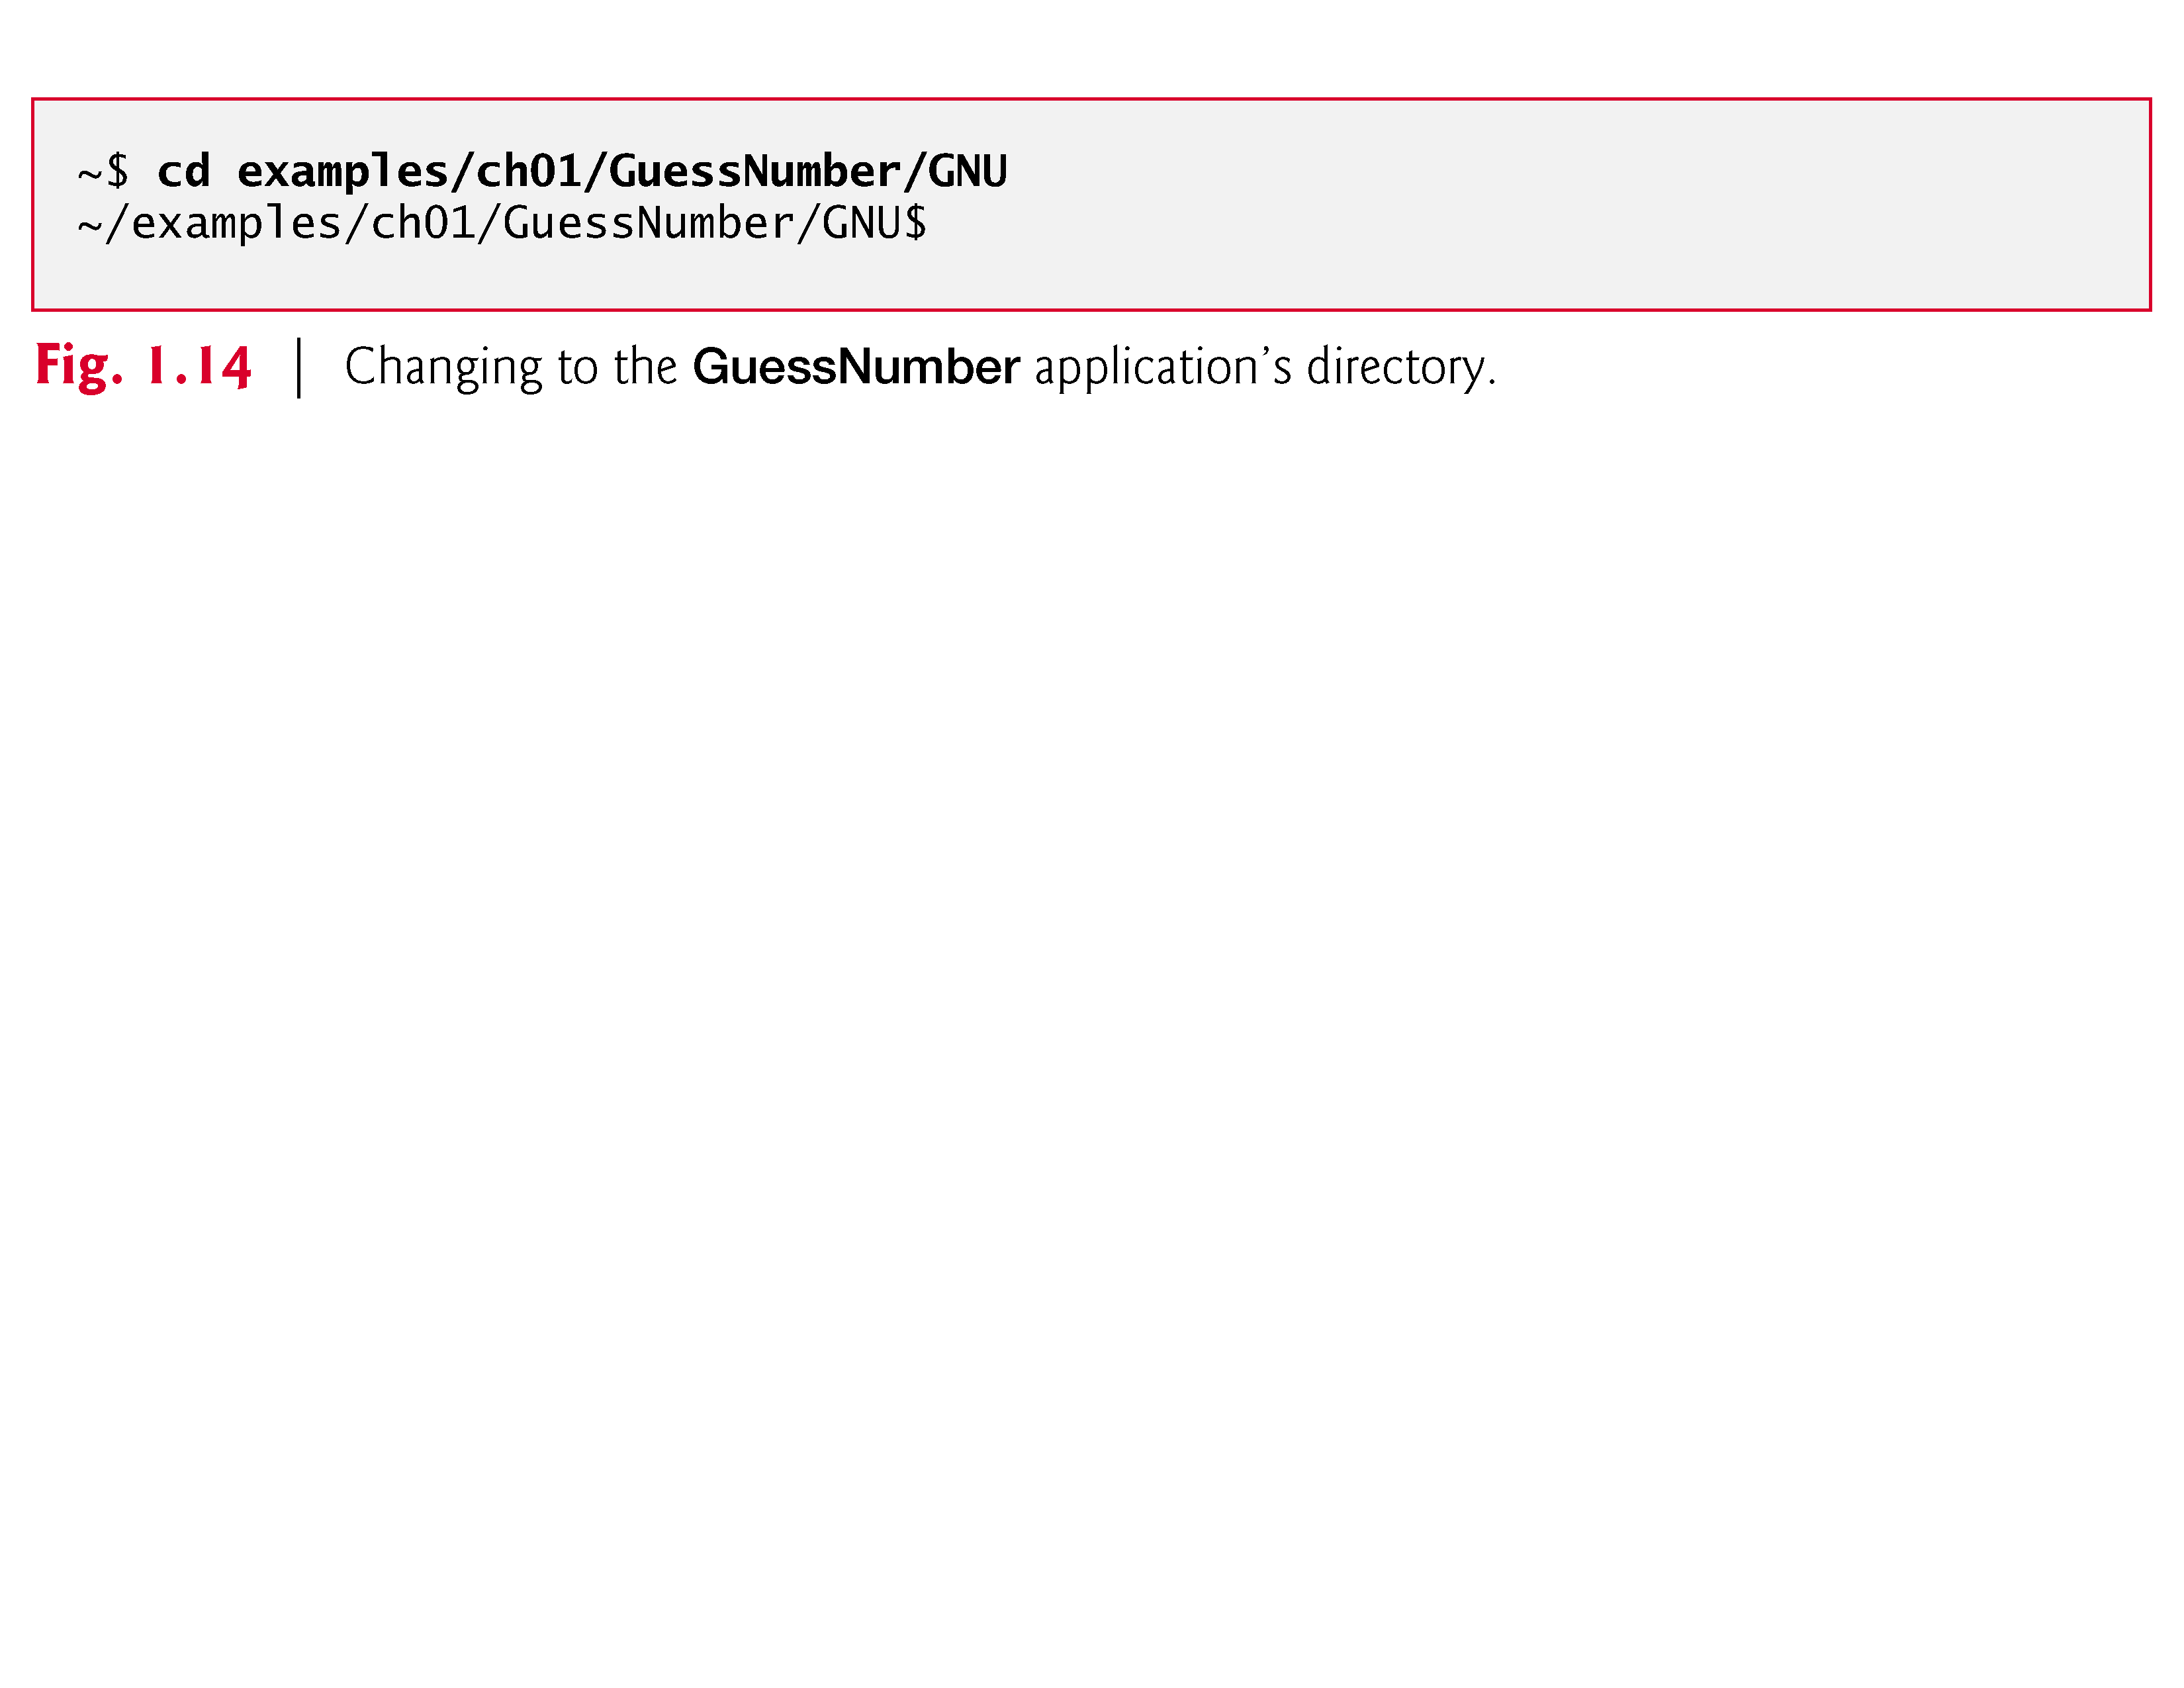 ~$ cd examples/ch01/GuessNumber/GNU
~/examples/ch01/GuessNumber/GNU$
Fig. 1.14 | Changing to the GuessNumber application’s directory.